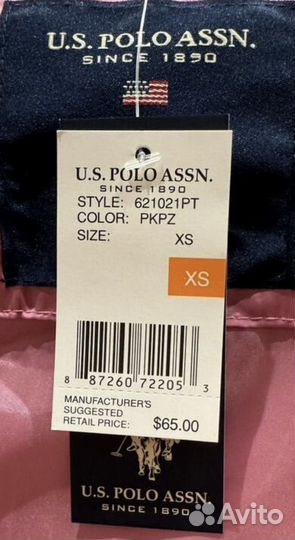 U.S. POLO ASSN.
SINCE 1890
U.S. POLO ASSN.
SINCE 1890
STYLE: 621021PT
COLOR: PKPZ
SIZE: XS
XS
8 87260 72205 3
MANUFACTURER'S
SUGGESTED
RETAIL PRICE: $65.00
U.S. POLO ASSN.
SINCE 1890
Avito